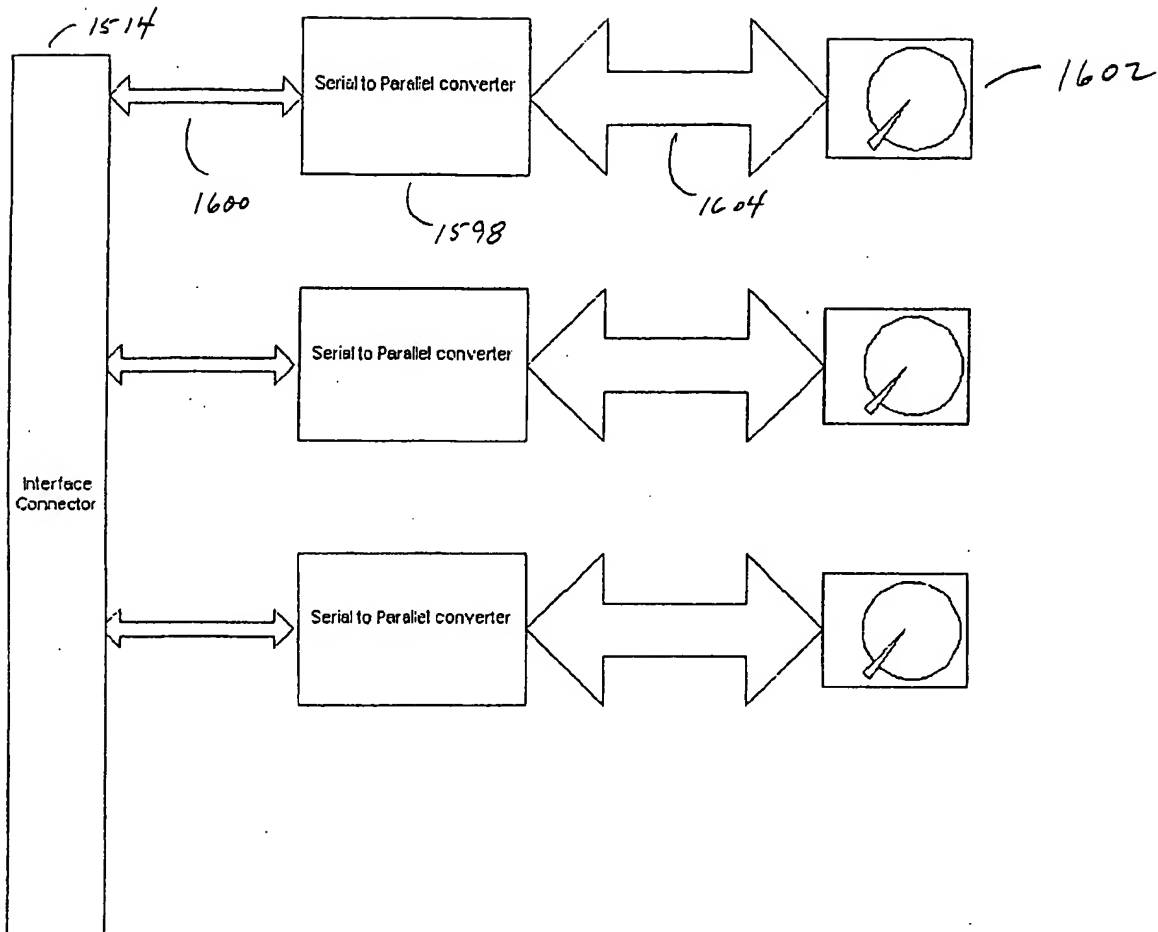 1514
Serial to Parallel converter
1602
1600
1598
1604
Serial to Parallel converter
Interface
Connector
Serial to Parallel converter